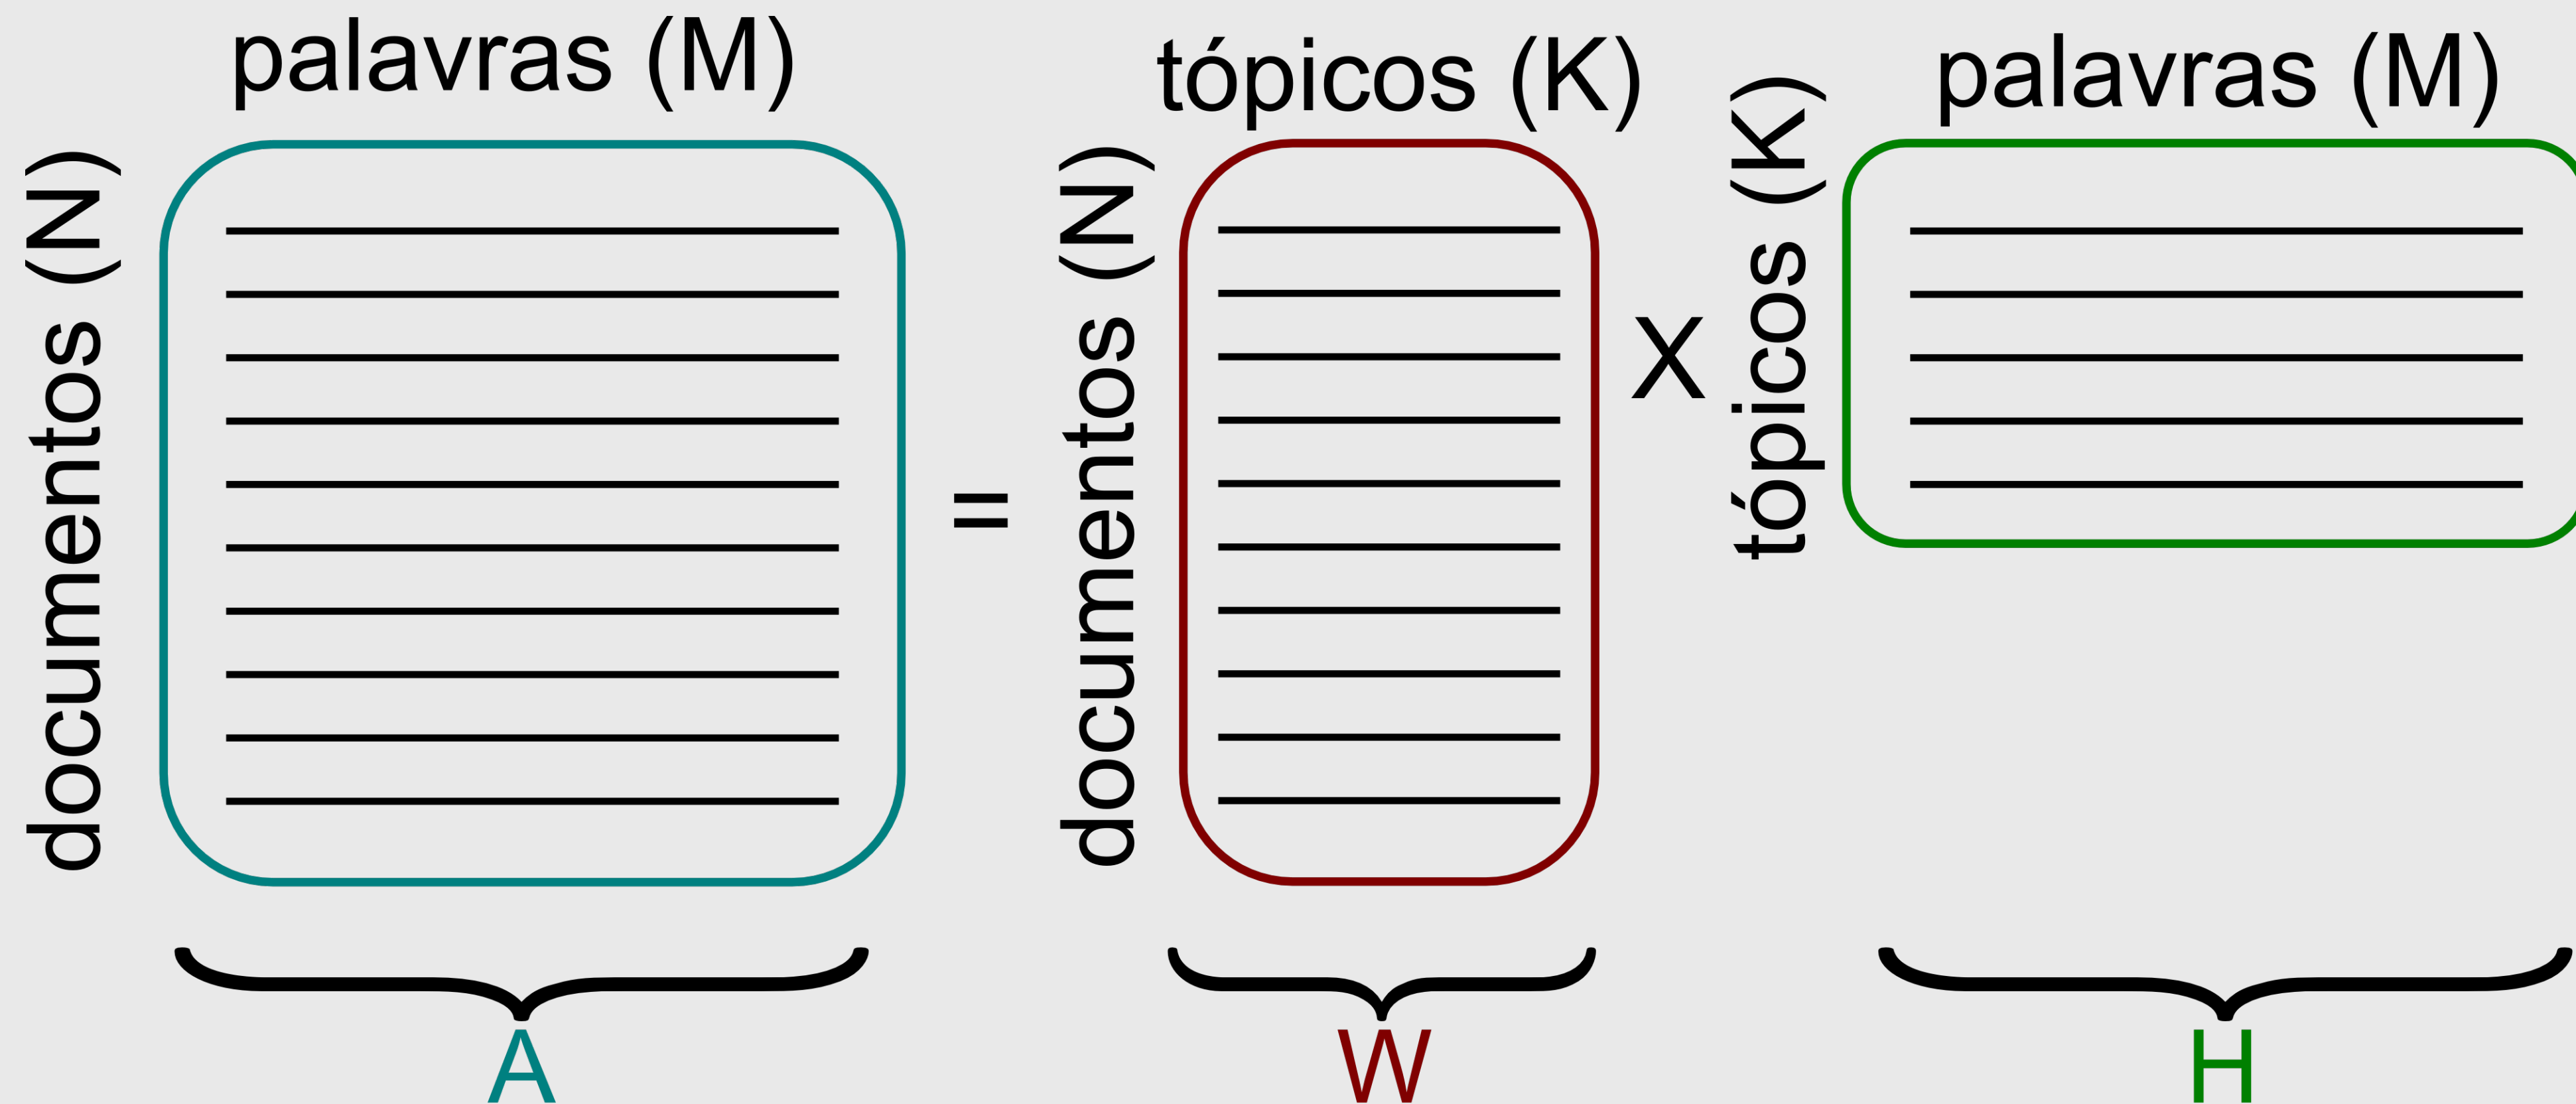 palavras (M)
documentos (N)
=
tópicos (K)
documentos (N)
X
palavras (M)
tópicos (K)
A
W
H